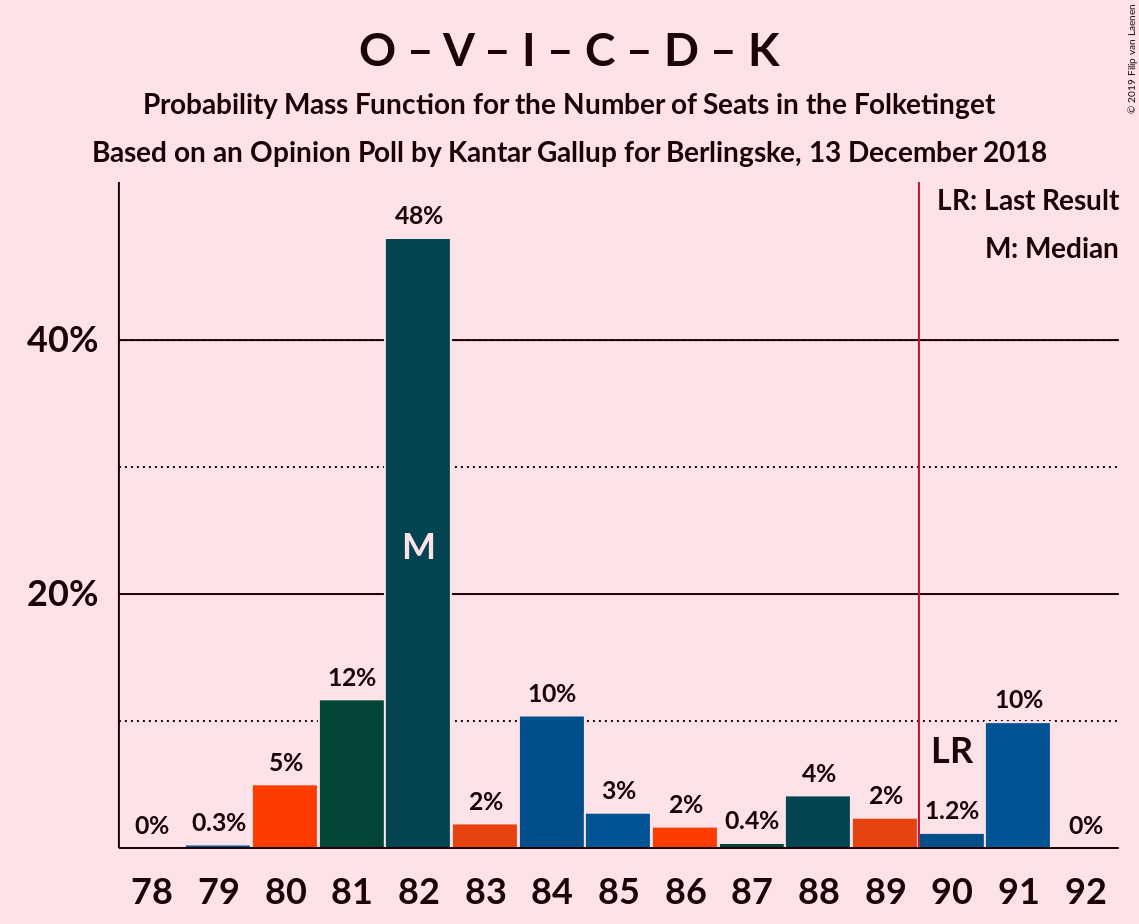 O – V – I – C – D – K
Probability Mass Function for the Number of Seats in the Folketinget
Based on an Opinion Poll by Kantar Gallup for Berlingske, 13 December 2018
© 2019 Filip van Laenen
LR: Last Result
M: Median
40%
20%
0%
0.3%
5%
12%
48%
M
2%
10%
3%
2%
0.4%
4%
2%
LR
1.2%
10%
0%
78 79 80 81 82 83 84 85 86 87 88 89 90 91 92